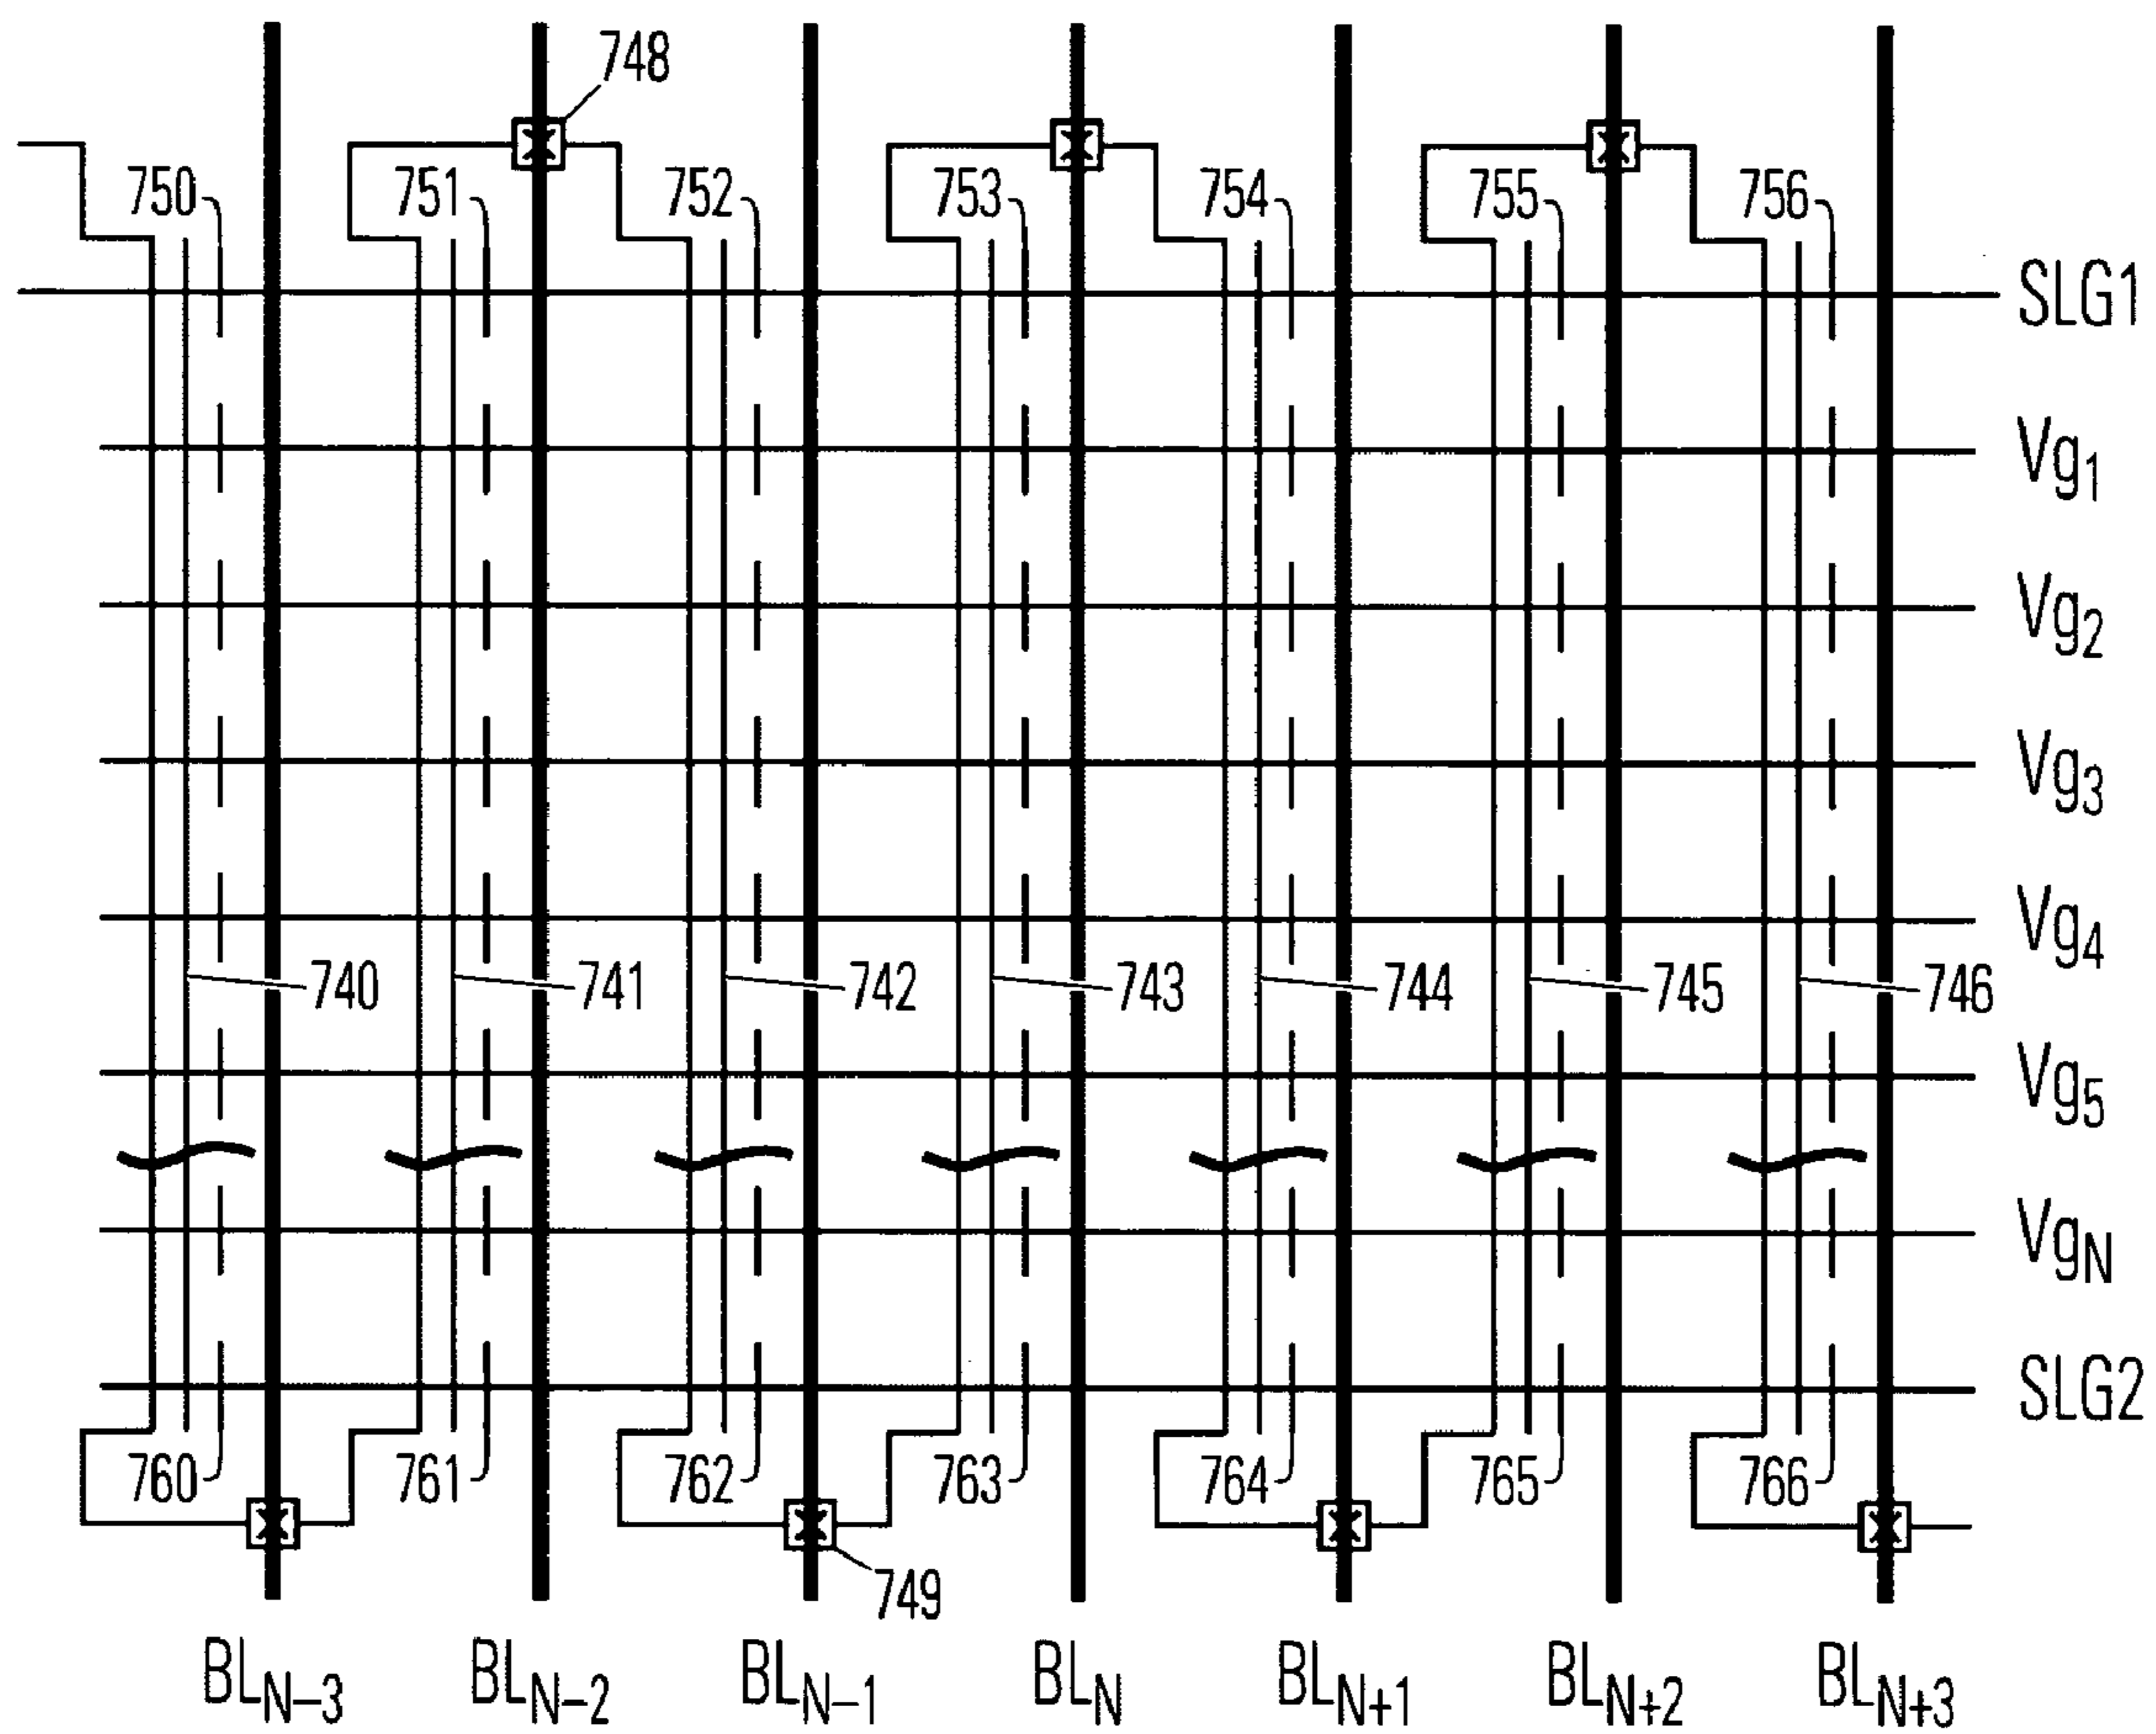 748
750 751 752 753 754 755 756
SLG1
Vg1
Vg2
Vg3
Vg4
740 741 742 743 744 745 746
Vg5
VgN
SLG2
760 761 762 763 764 765 766
749
BLN-3 BLN-2 BLN-1 BLN BLN+1 BLN+2 BLN+3